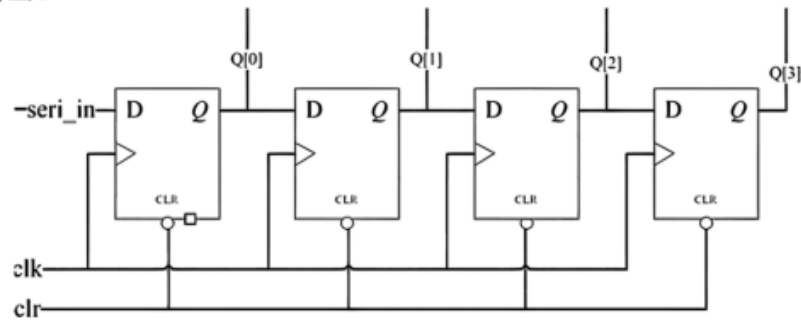 Q[0] Q[1] Q[2] Q[3]
seri_in D Q D Q D Q D Q
CLR CLR CLR CLR
clk
clr